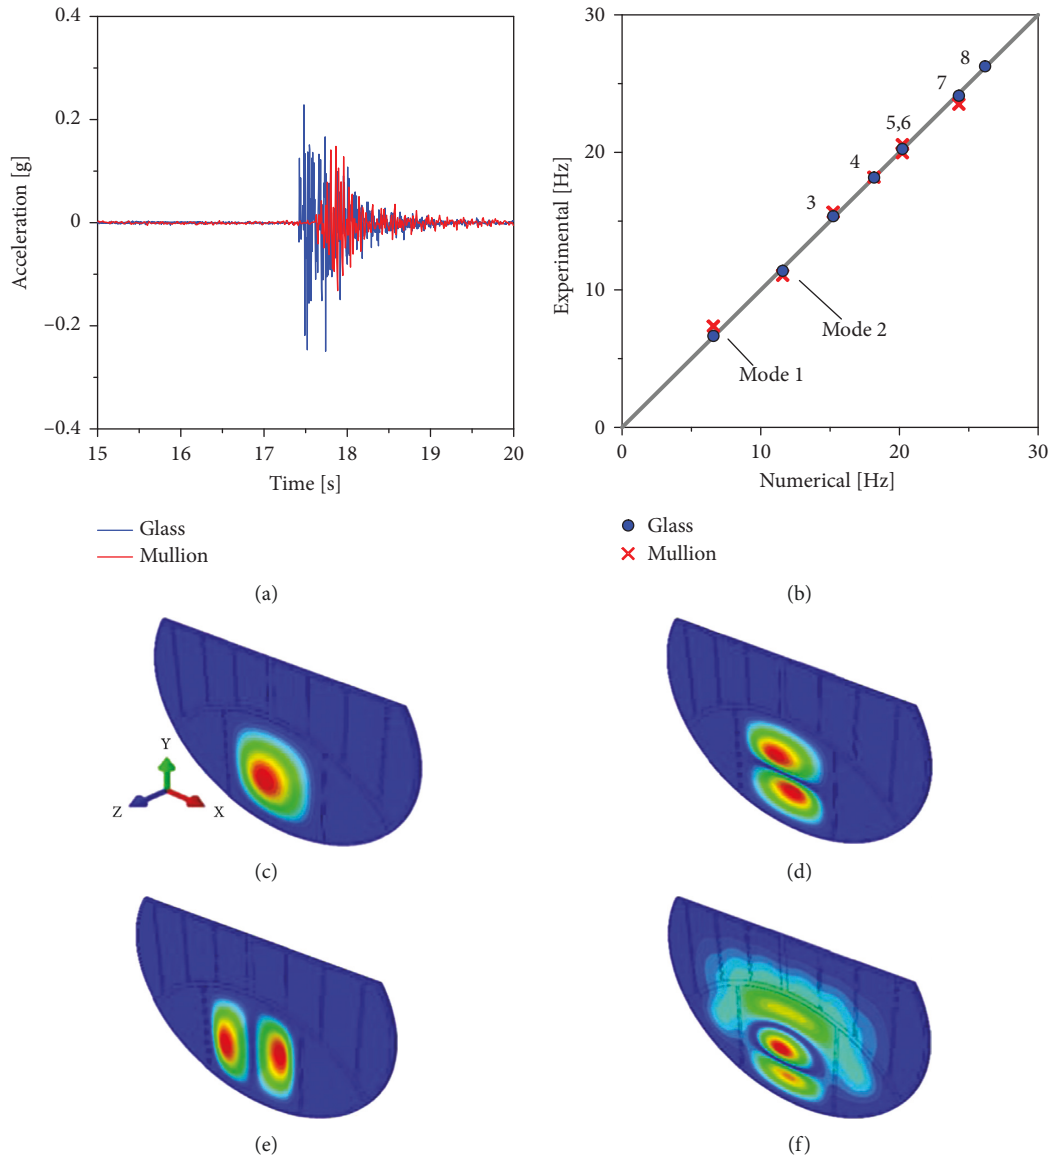 0.4
0.2
0
−0.2
−0.4
Acceleration [g]
15
16
17
18
19
20
Time [s]
Glass
Mullion
(a)
30
20
10
0
Experimental [Hz]
8
7
5,6
4
3
Mode 2
Mode 1
0
10
20
30
Numerical [Hz]
Glass
Mullion
(b)
Y
Z
X
(c)
(d)
(e)
(f)